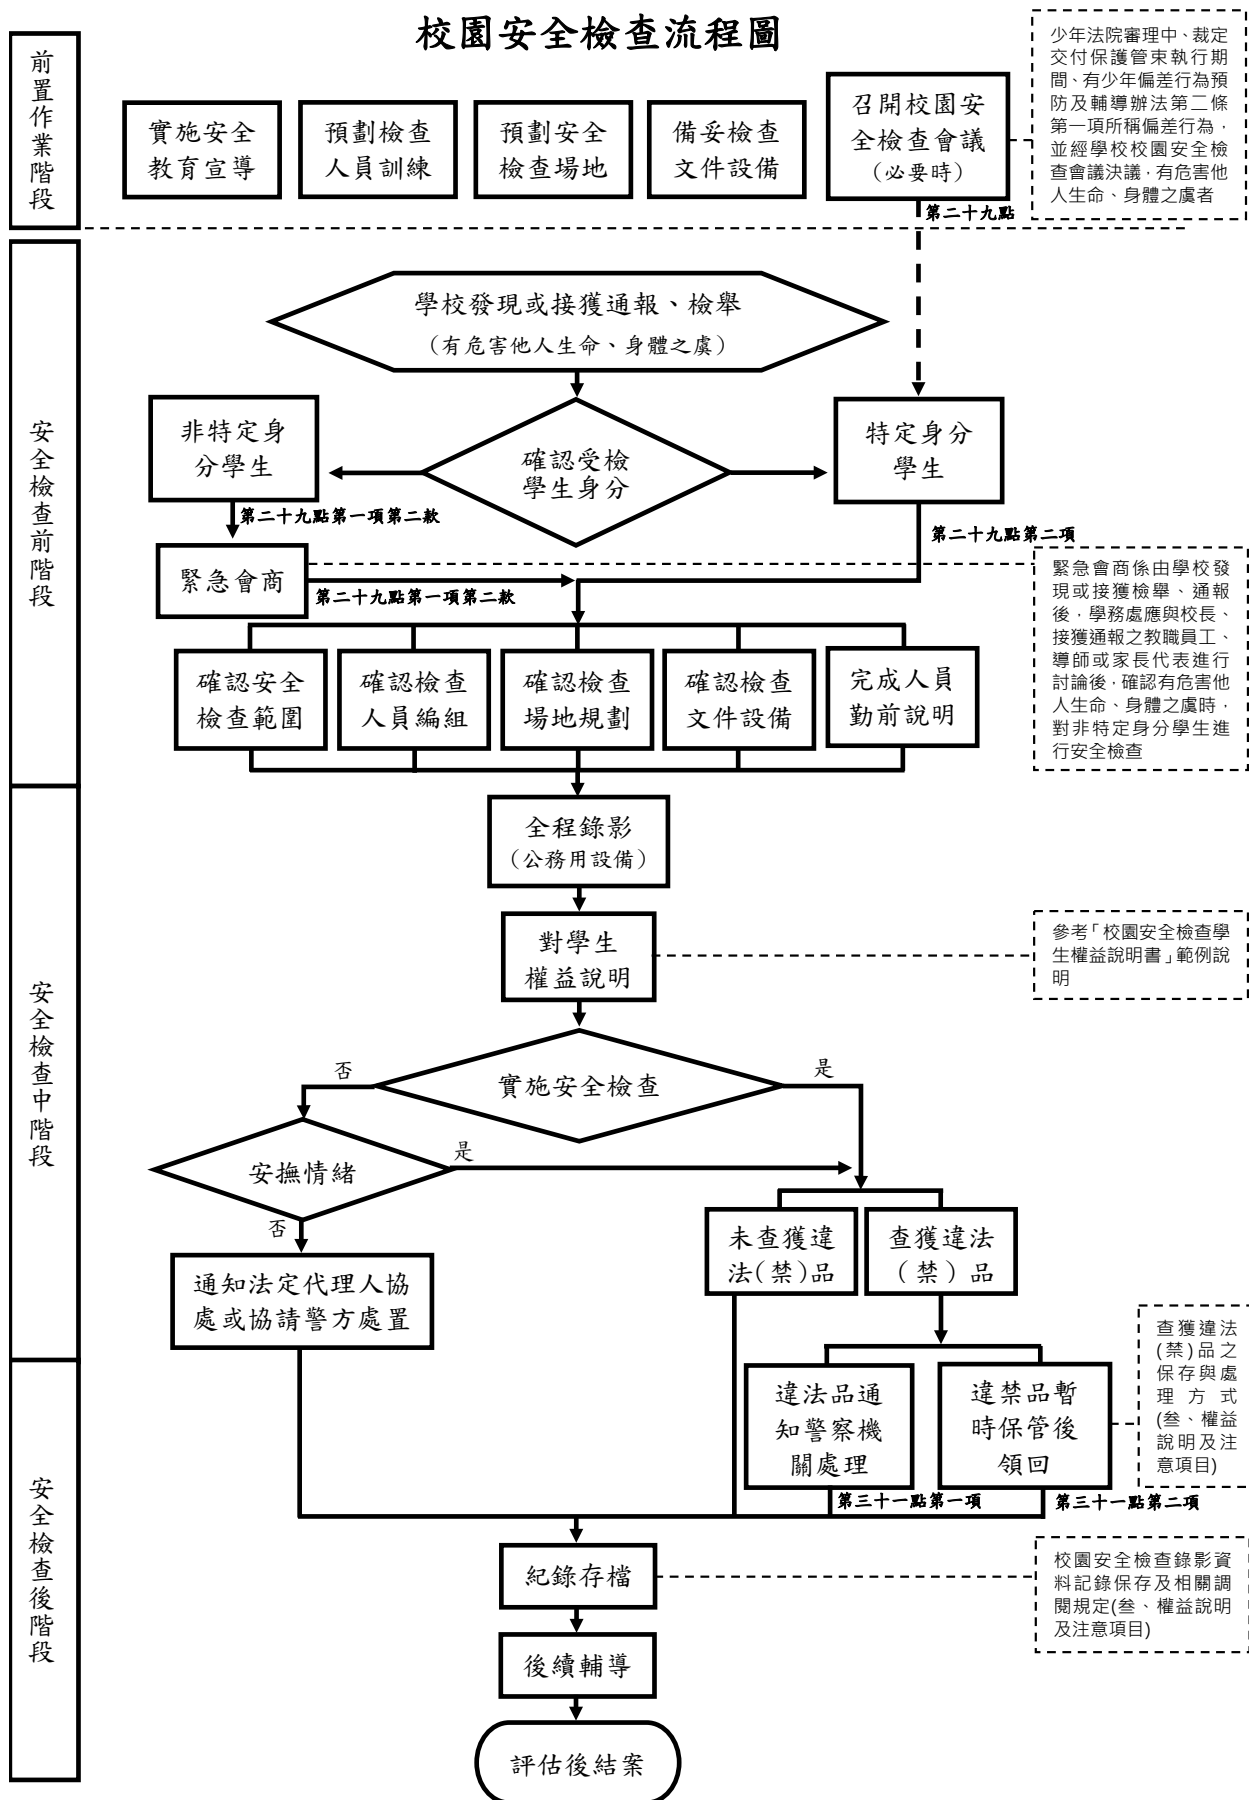 校園安全檢查流程圖
前置作業階段
實施安全
教育宣導
預劃檢查
人員訓練
預劃安全
檢查場地
備妥檢查
文件設備
召開校園安
全檢查會議
(必要時)
第二十九點
少年法院審理中、裁定
交付保護管束執行期
間、有少年偏差行為預
防及輔導辦法第二條
第一項所稱偏差行為，
並經學校校園安全檢
查會議決議，有危害他
人生命、身體之虞者
安全檢查前階段
學校發現或接獲通報、檢舉
(有危害他人生命、身體之虞)
非特定身
分學生
確認受檢
學生身分
特定身分
學生
第二十九點第一項第二款
第二十九點第二項
緊急會商
第二十九點第一項第二款
緊急會商係由學校發
現或接獲檢舉、通報
後，學務處應與校長、
接獲通報之教職員工、
導師或家長代表進行
討論後，確認有危害他
人生命、身體之虞時，
對非特定身分學生進
行安全檢查
確認安全
檢查範圍
確認檢查
人員編組
確認檢查
場地規劃
確認檢查
文件設備
完成人員
勤前說明
安全檢查中階段
全程錄影
(公務用設備)
對學生
權益說明
參考「校園安全檢查學
生權益說明書」範例說
明
實施安全檢查
否
是
安撫情緒
是
否
通知法定代理人協
處或協請警方處置
未查獲違
法(禁)品
查獲違法
(禁)品
安全檢查後階段
違法品通
知警察機
關處理
違禁品暫
時保管後
領回
查獲違法
(禁)品之
保存與處
理方式
(叁、權益
說明及注
意項目)
第三十一點第一項
第三十一點第二項
紀錄存檔
校園安全檢查錄影資
料記錄保存及相關調
閱規定(叁、權益說明
及注意項目)
後續輔導
評估後結案